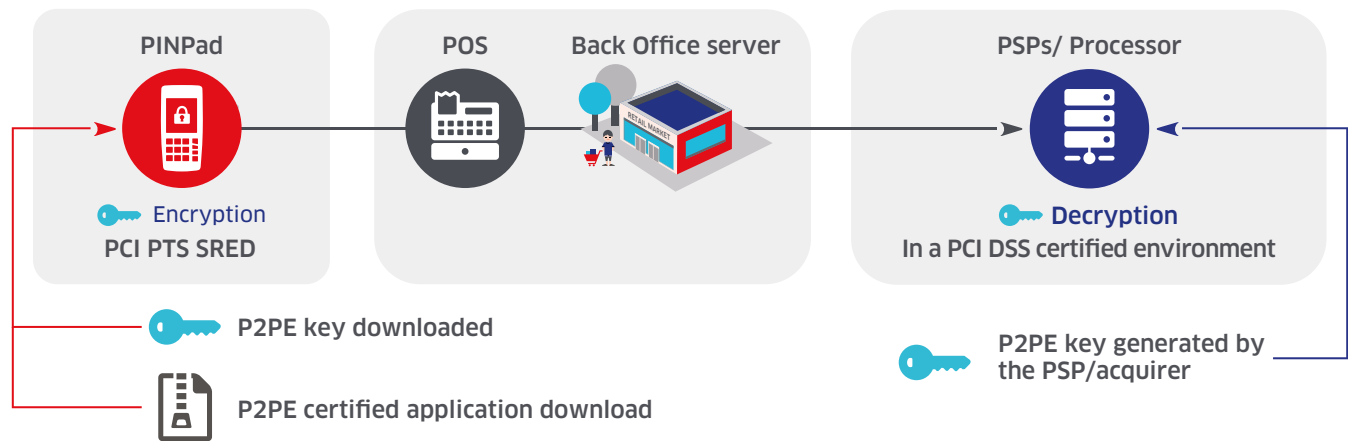 PINPad
POS
Back Office server
PSPs/ Processor
RETAIL MARKET
Encryption
PCI PTS SRED
Decryption
In a PCI DSS certified environment
P2PE key downloaded
P2PE key generated by
the PSP/acquirer
P2PE certified application download